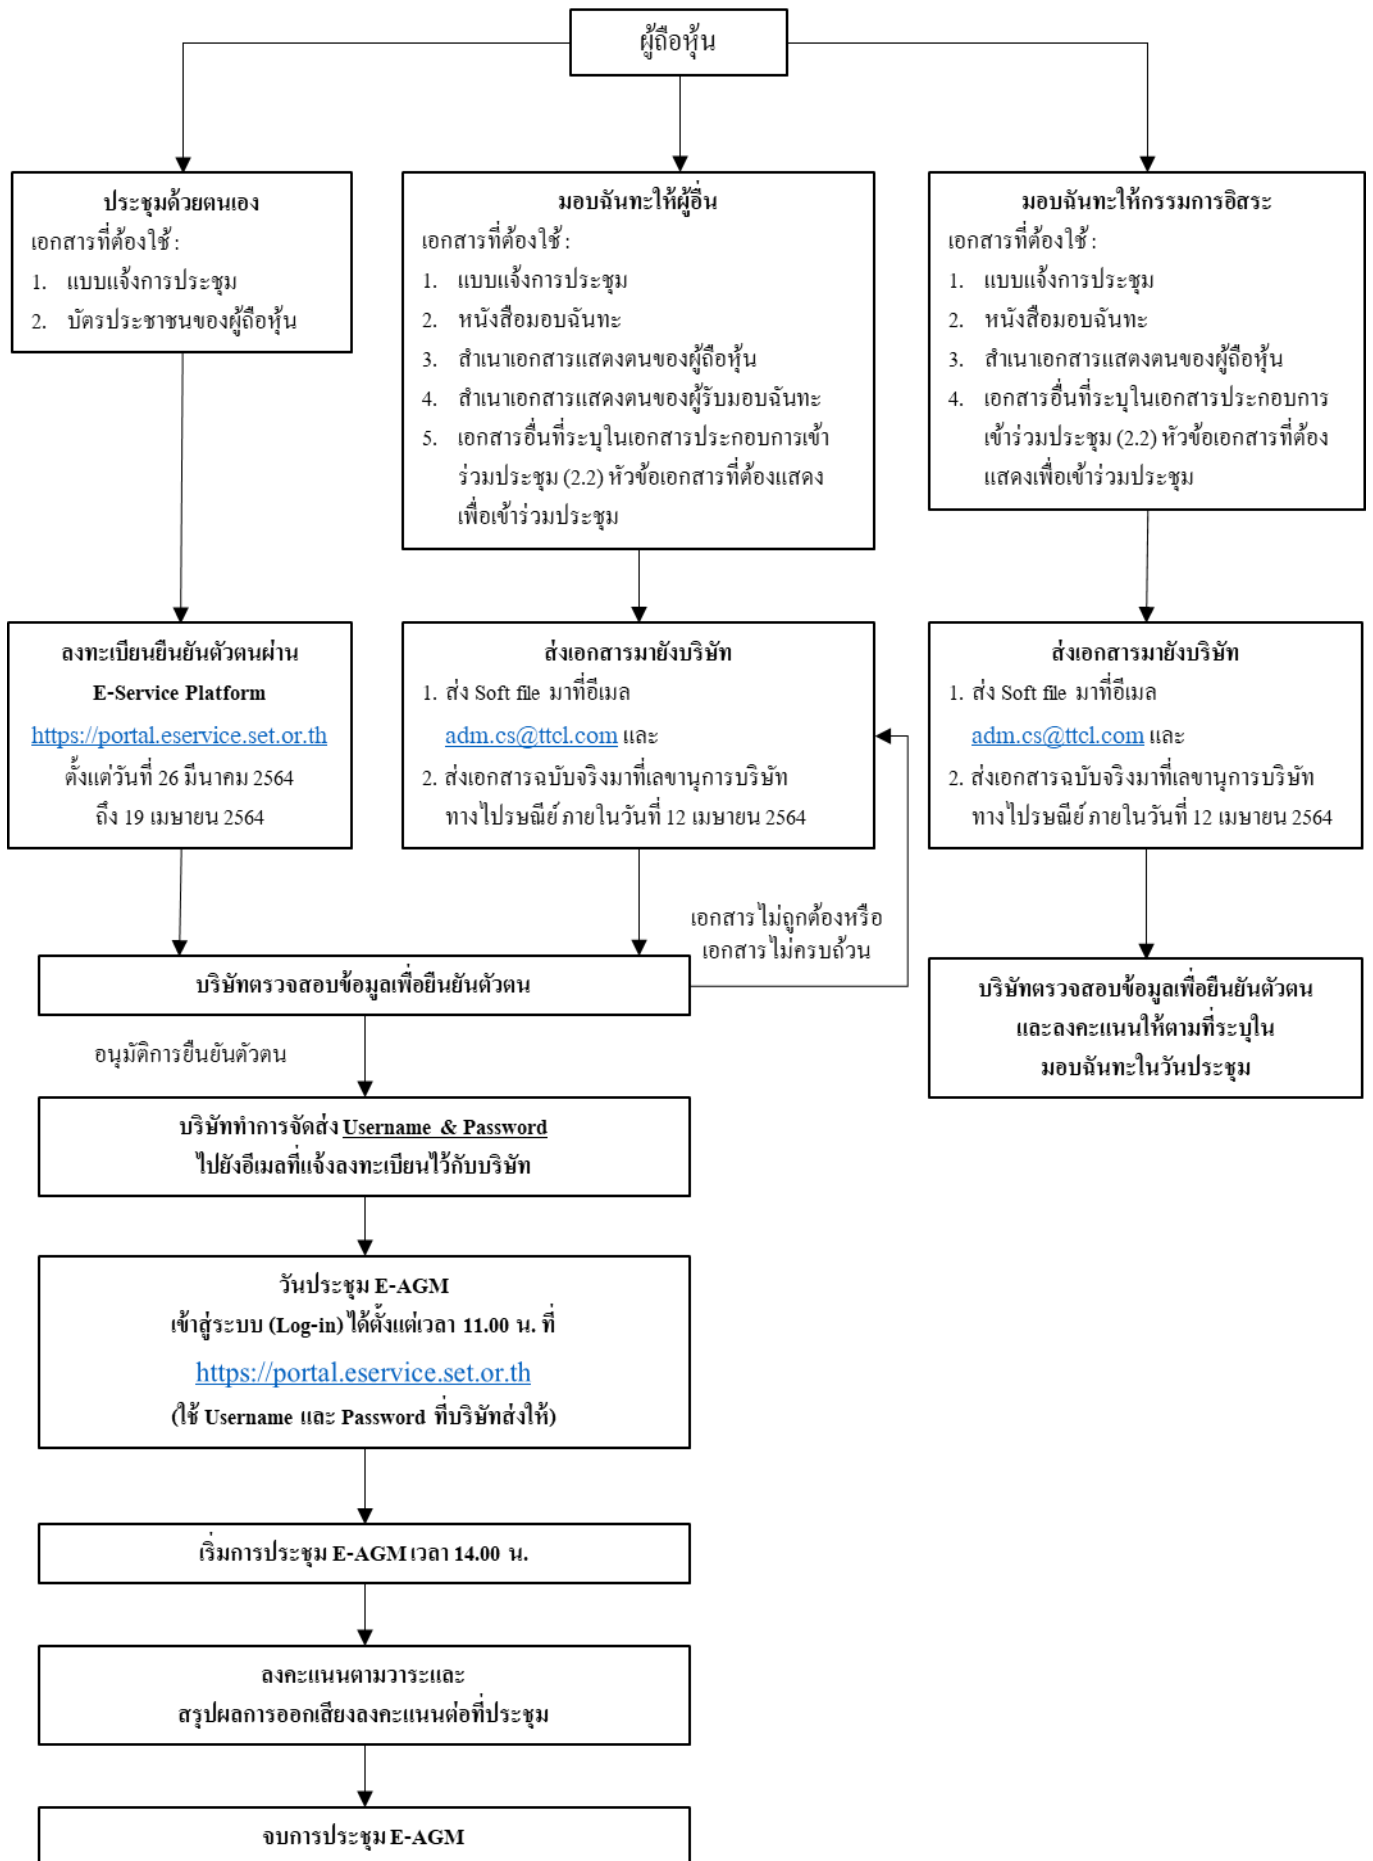 ผู้ถือหุ้น
ประชุมด้วยตนเอง
เอกสารที่ต้องใช้ :
1. แบบแจ้งการประชุม
2. บัตรประชาชนของผู้ถือหุ้น
มอบฉันทะให้ผู้อื่น
เอกสารที่ต้องใช้ :
1. แบบแจ้งการประชุม
2. หนังสือมอบฉันทะ
3. สำเนาเอกสารแสดงตนของผู้ถือหุ้น
4. สำเนาเอกสารแสดงตนของผู้รับมอบฉันทะ
5. เอกสารอื่นที่ระบุในเอกสารประกอบการเข้า
ร่วมประชุม (2.2) หัวข้อเอกสารที่ต้องแสดง
เพื่อเข้าร่วมประชุม
มอบฉันทะให้กรรมการอิสระ
เอกสารที่ต้องใช้ :
1. แบบแจ้งการประชุม
2. หนังสือมอบฉันทะ
3. สำเนาเอกสารแสดงตนของผู้ถือหุ้น
4. เอกสารอื่นที่ระบุในเอกสารประกอบการ
เข้าร่วมประชุม (2.2) หัวข้อเอกสารที่ต้อง
แสดงเพื่อเข้าร่วมประชุม
ลงทะเบียนยืนยันตัวตนผ่าน
E-Service Platform
https://portal.eservice.set.or.th
ตั้งแต่วันที่ 26 มีนาคม 2564
ถึง 19 เมษายน 2564
ส่งเอกสารมายังบริษัท
1. ส่ง Soft file มาที่อีเมล
adm.cs@ttcl.com และ
2. ส่งเอกสารฉบับจริงมาที่เลขานุการบริษัท
ทางไปรษณีย์ ภายในวันที่ 12 เมษายน 2564
ส่งเอกสารมายังบริษัท
1. ส่ง Soft file มาที่อีเมล
adm.cs@ttcl.com และ
2. ส่งเอกสารฉบับจริงมาที่เลขานุการบริษัท
ทางไปรษณีย์ ภายในวันที่ 12 เมษายน 2564
เอกสารไม่ถูกต้องหรือ
เอกสารไม่ครบถ้วน
บริษัทตรวจสอบข้อมูลเพื่อยืนยันตัวตน
บริษัทตรวจสอบข้อมูลเพื่อยืนยันตัวตน
และลงคะแนนให้ตามที่ระบุใน
มอบฉันทะในวันประชุม
อนุมัติการยืนยันตัวตน
บริษัททำการจัดส่ง Username & Password
ไปยังอีเมลที่แจ้งลงทะเบียนไว้กับบริษัท
วันประชุม E-AGM
เข้าสู่ระบบ (Log-in) ได้ตั้งแต่เวลา 11.00 น. ที่
https://portal.eservice.set.or.th
(ใช้ Username และ Password ที่บริษัทส่งให้)
เริ่มการประชุม E-AGM เวลา 14.00 น.
ลงคะแนนตามวาระและ
สรุปผลการออกเสียงลงคะแนนต่อที่ประชุม
จบการประชุม E-AGM